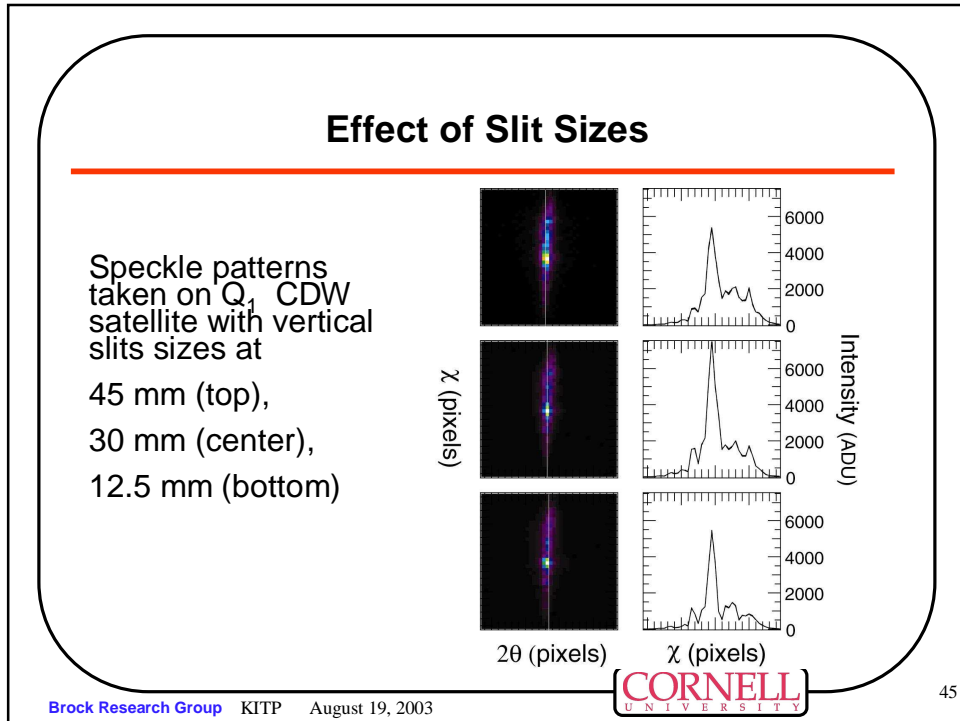 Effect of Slit Sizes
Speckle patterns
taken on Q1 CDW
satellite with vertical
slits sizes at
45 mm (top),
30 mm (center),
12.5 mm (bottom)
χ (pixels)
6000
4000
2000
0
6000
4000
2000
0
6000
4000
2000
0
Intensity (ADU)
2θ (pixels)
χ (pixels)
Brock Research Group KITP August 19, 2003
CORNELL
UNIVERSITY
45